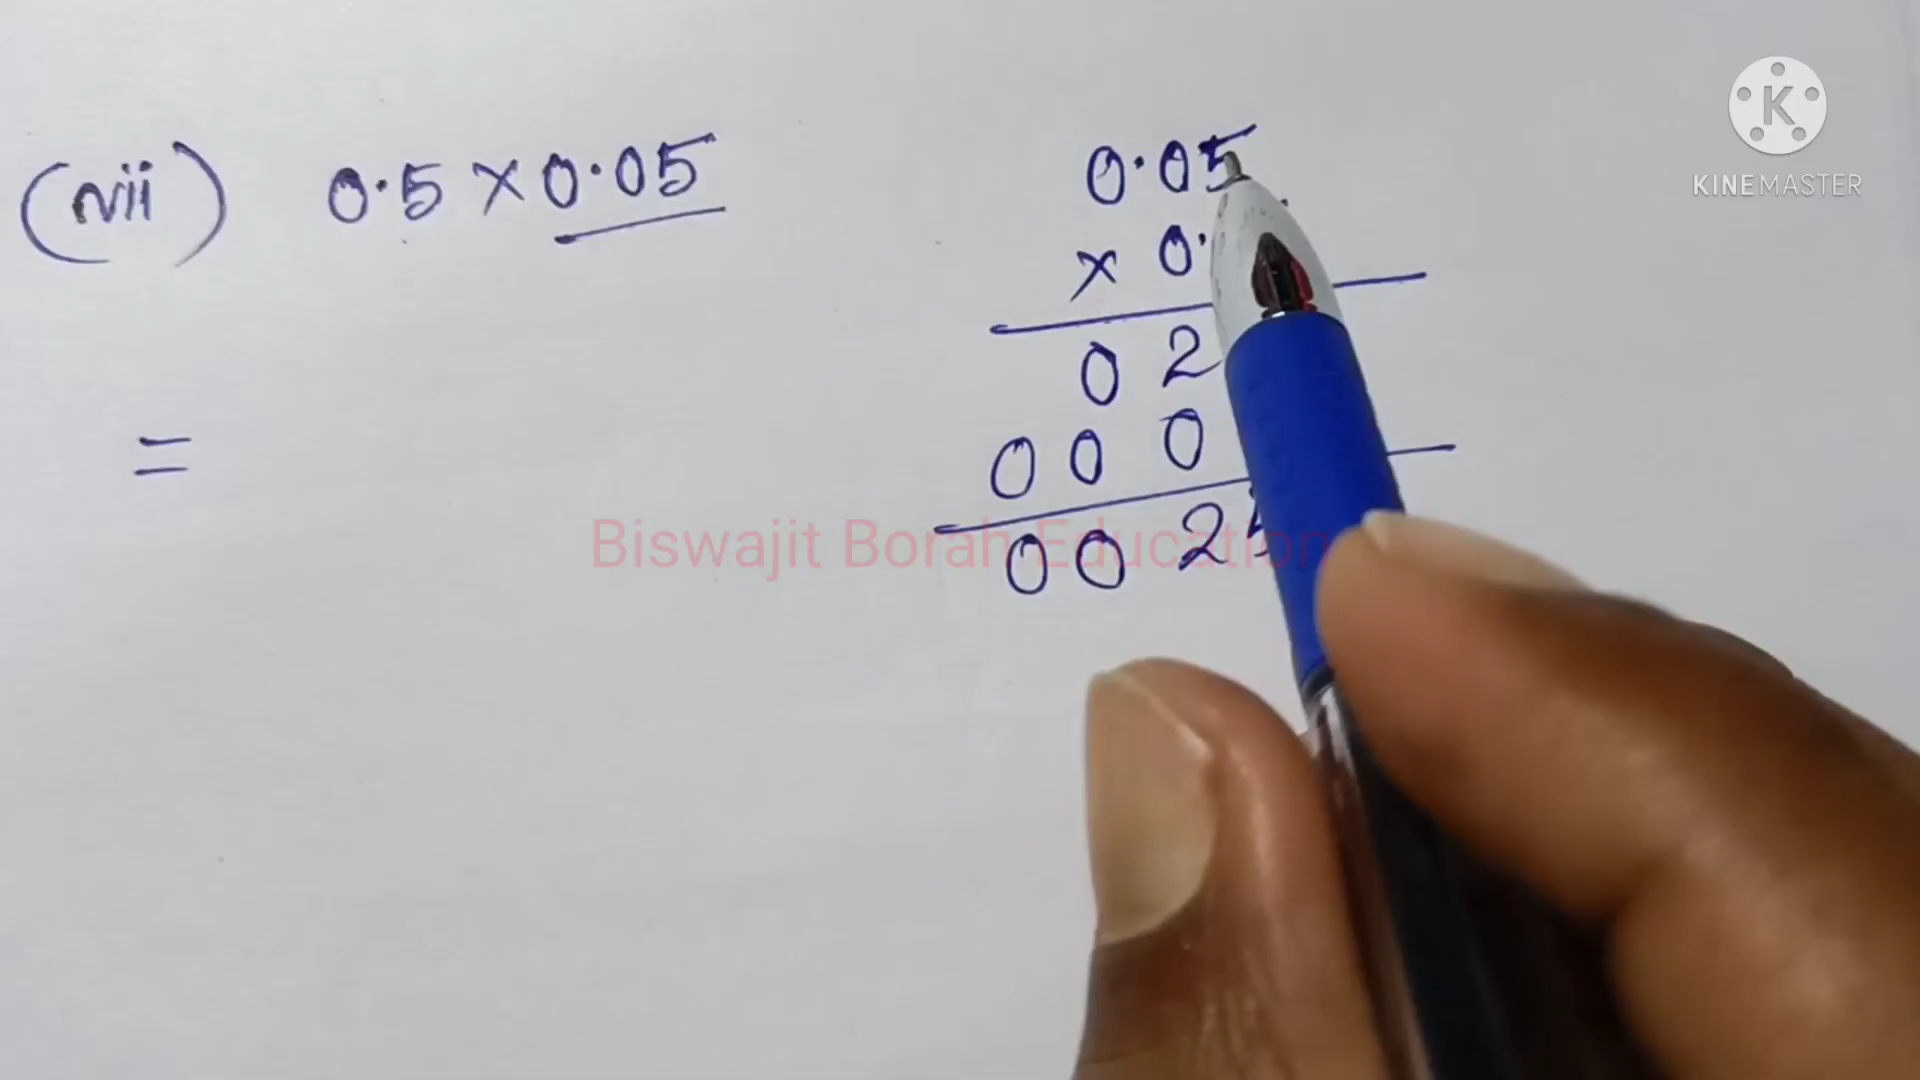 (vii) 0.5 × 0.05
=
0.05
× 0.
0 2
0 0 0
0 0 2
Biswajit Borah Education
KINEMASTER